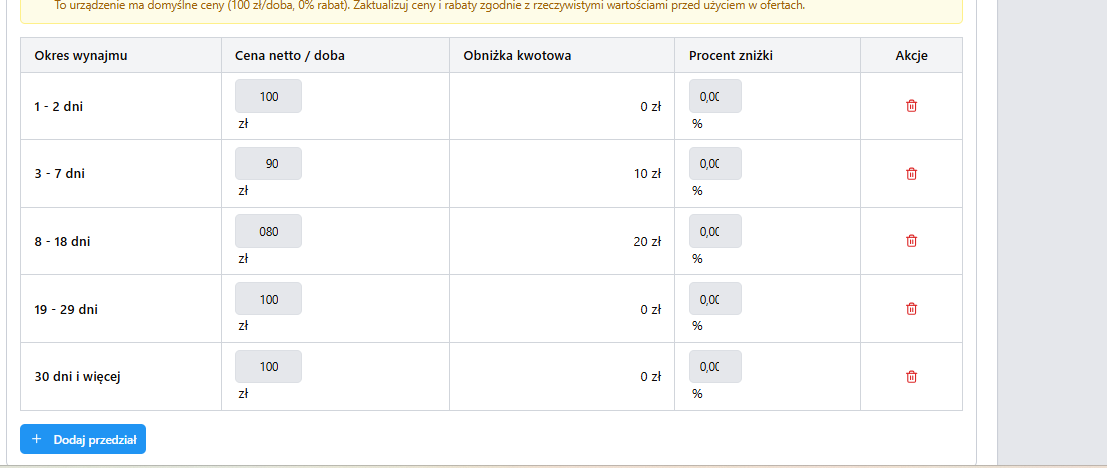 To urządzenie ma domyślne ceny (100 zł/doba, 0% rabat). Zaktualizuj ceny i rabaty zgodnie z rzeczywistymi wartościami przed użyciem w ofertach.
Okres wynajmu Cena netto / doba Obniżka kwotowa Procent zniżki Akcje
1 - 2 dni 100 zł 0 zł 0,00 %
3 - 7 dni 90 zł 10 zł 0,00 %
8 - 18 dni 080 zł 20 zł 0,00 %
19 - 29 dni 100 zł 0 zł 0,00 %
30 dni i więcej 100 zł 0 zł 0,00 %
+ Dodaj przedział